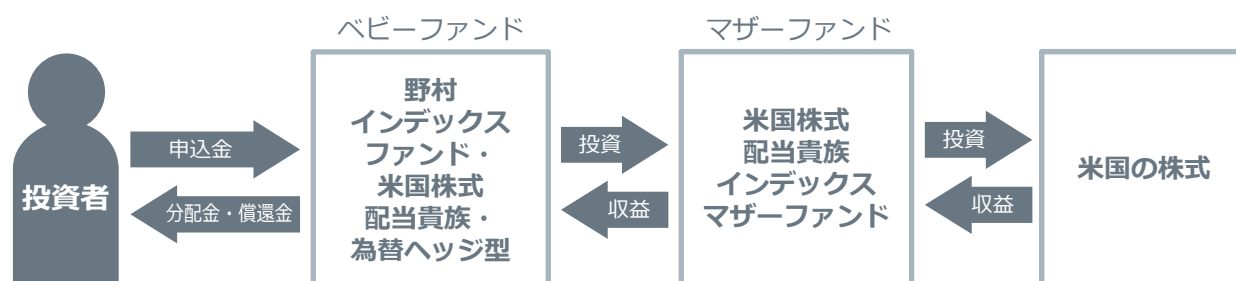 ベビーファンド
マザーファンド
投資者
申込金
分配金・償還金
野村
インデックス
ファンド・
米国株式
配当貴族・
為替ヘッジ型
投資
収益
米国株式
配当貴族
インデックス
マザーファンド
投資
収益
米国の株式